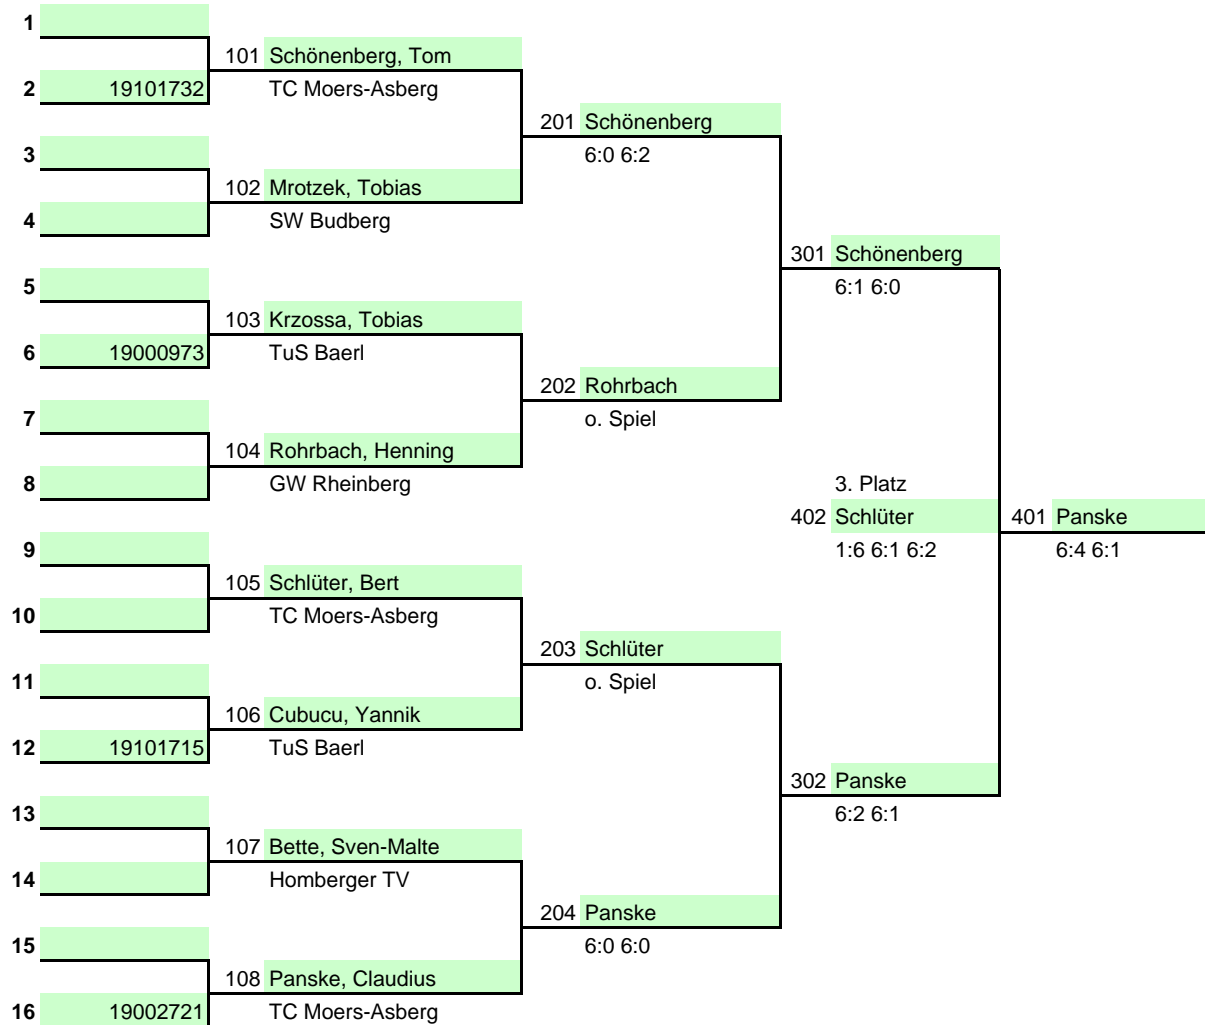 1
101 Schönenberg, Tom
2 19101732 TC Moers-Asberg
201 Schönenberg
3 6:0 6:2
102 Mrotzek, Tobias
4 SW Budberg
301 Schönenberg
5 6:1 6:0
103 Krzossa, Tobias
6 19000973 TuS Baerl
202 Rohrbach
7 o. Spiel
104 Rohrbach, Henning
8 GW Rheinberg 3. Platz
402 Schlüter 401 Panske
9 1:6 6:1 6:2 6:4 6:1
105 Schlüter, Bert
10 TC Moers-Asberg
203 Schlüter
11 o. Spiel
106 Cubucu, Yannik
12 19101715 TuS Baerl
302 Panske
13 6:2 6:1
107 Bette, Sven-Malte
14 Homberger TV
204 Panske
15 6:0 6:0
108 Panske, Claudius
16 19002721 TC Moers-Asberg